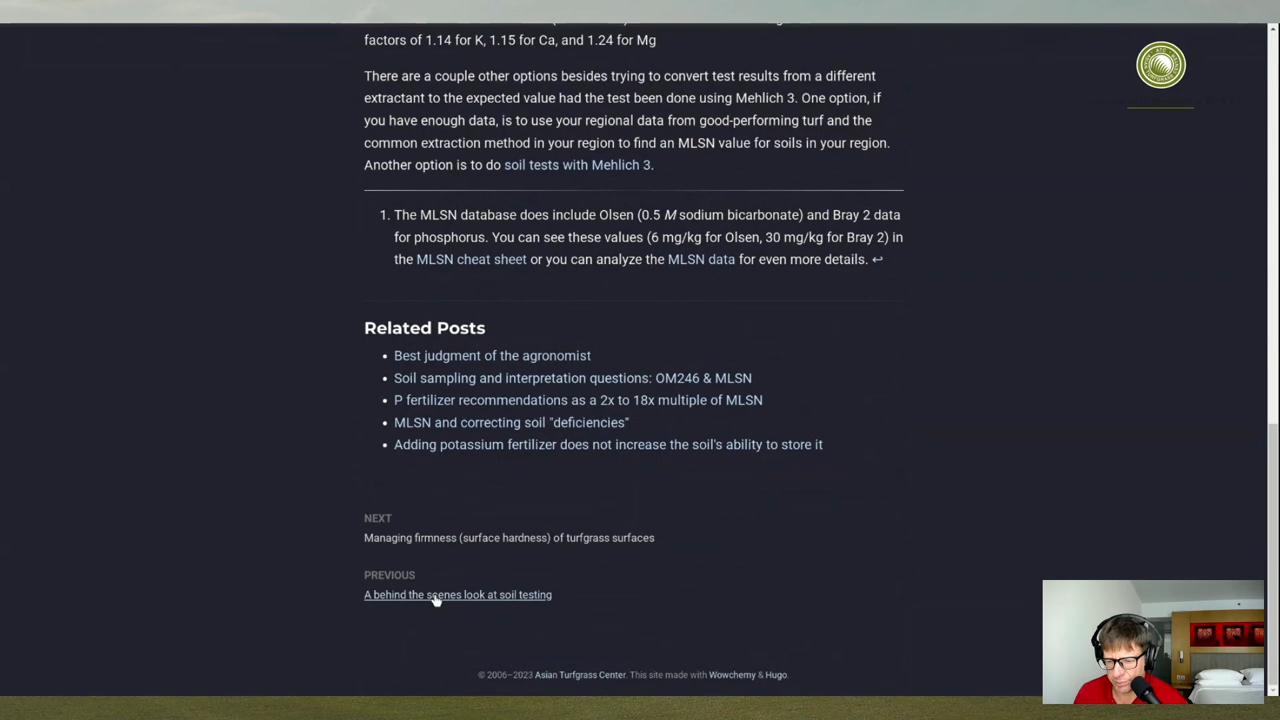 factors of 1.14 for K, 1.15 for Ca, and 1.24 for Mg
There are a couple other options besides trying to convert test results from a different
extractant to the expected value had the test been done using Mehlich 3. One option, if
you have enough data, is to use your regional data from good-performing turf and the
common extraction method in your region to find an MLSN value for soils in your region.
Another option is to do soil tests with Mehlich 3.
1. The MLSN database does include Olsen (0.5 M sodium bicarbonate) and Bray 2 data
for phosphorus. You can see these values (6 mg/kg for Olsen, 30 mg/kg for Bray 2) in
the MLSN cheat sheet or you can analyze the MLSN data for even more details. ↩
Related Posts
• Best judgment of the agronomist
• Soil sampling and interpretation questions: OM246 & MLSN
• P fertilizer recommendations as a 2x to 18x multiple of MLSN
• MLSN and correcting soil "deficiencies"
• Adding potassium fertilizer does not increase the soil's ability to store it
NEXT
Managing firmness (surface hardness) of turfgrass surfaces
PREVIOUS
A behind the scenes look at soil testing
© 2006–2023 Asian Turfgrass Center. This site made with Wowchemy & Hugo.